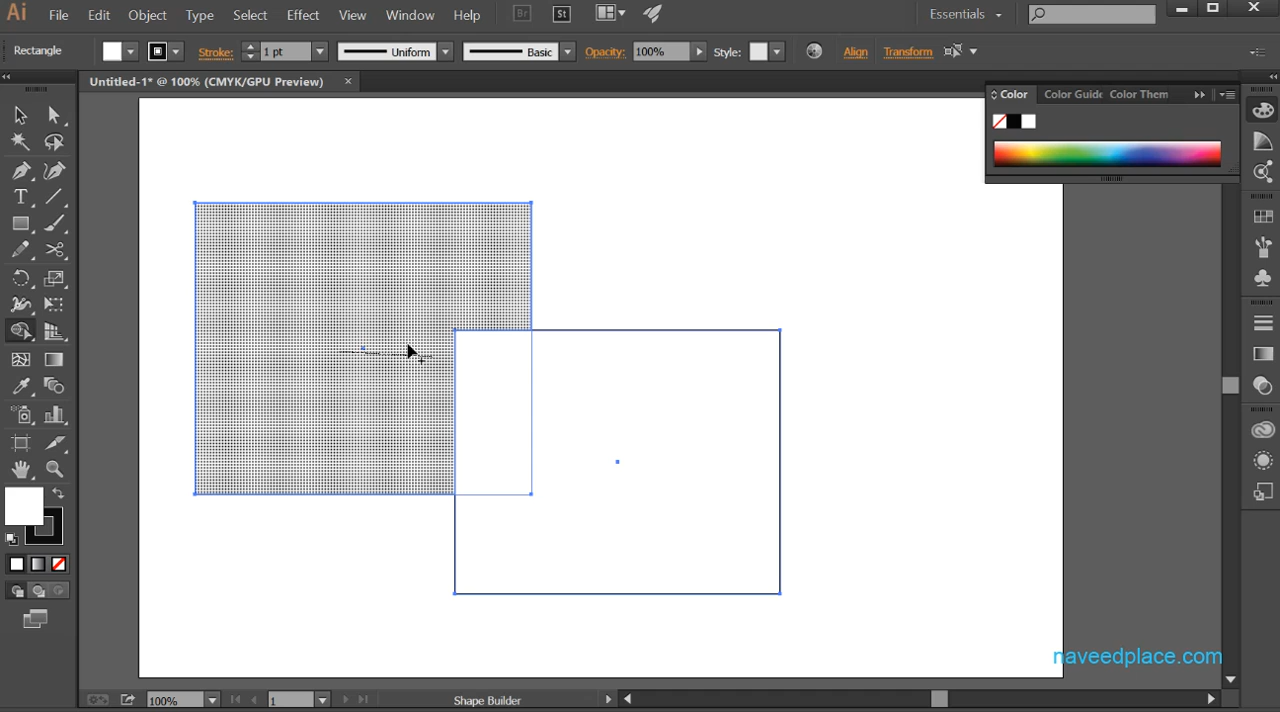 Ai File Edit Object Type Select Effect View Window Help Br St Essentials
Rectangle Stroke: 1 pt Uniform Basic Opacity: 100% Style: Align Transform
Untitled-1* @ 100% (CMYK/GPU Preview) ×
Color Color Guide Color Them
T
naveedplace.com
100% 1 Shape Builder